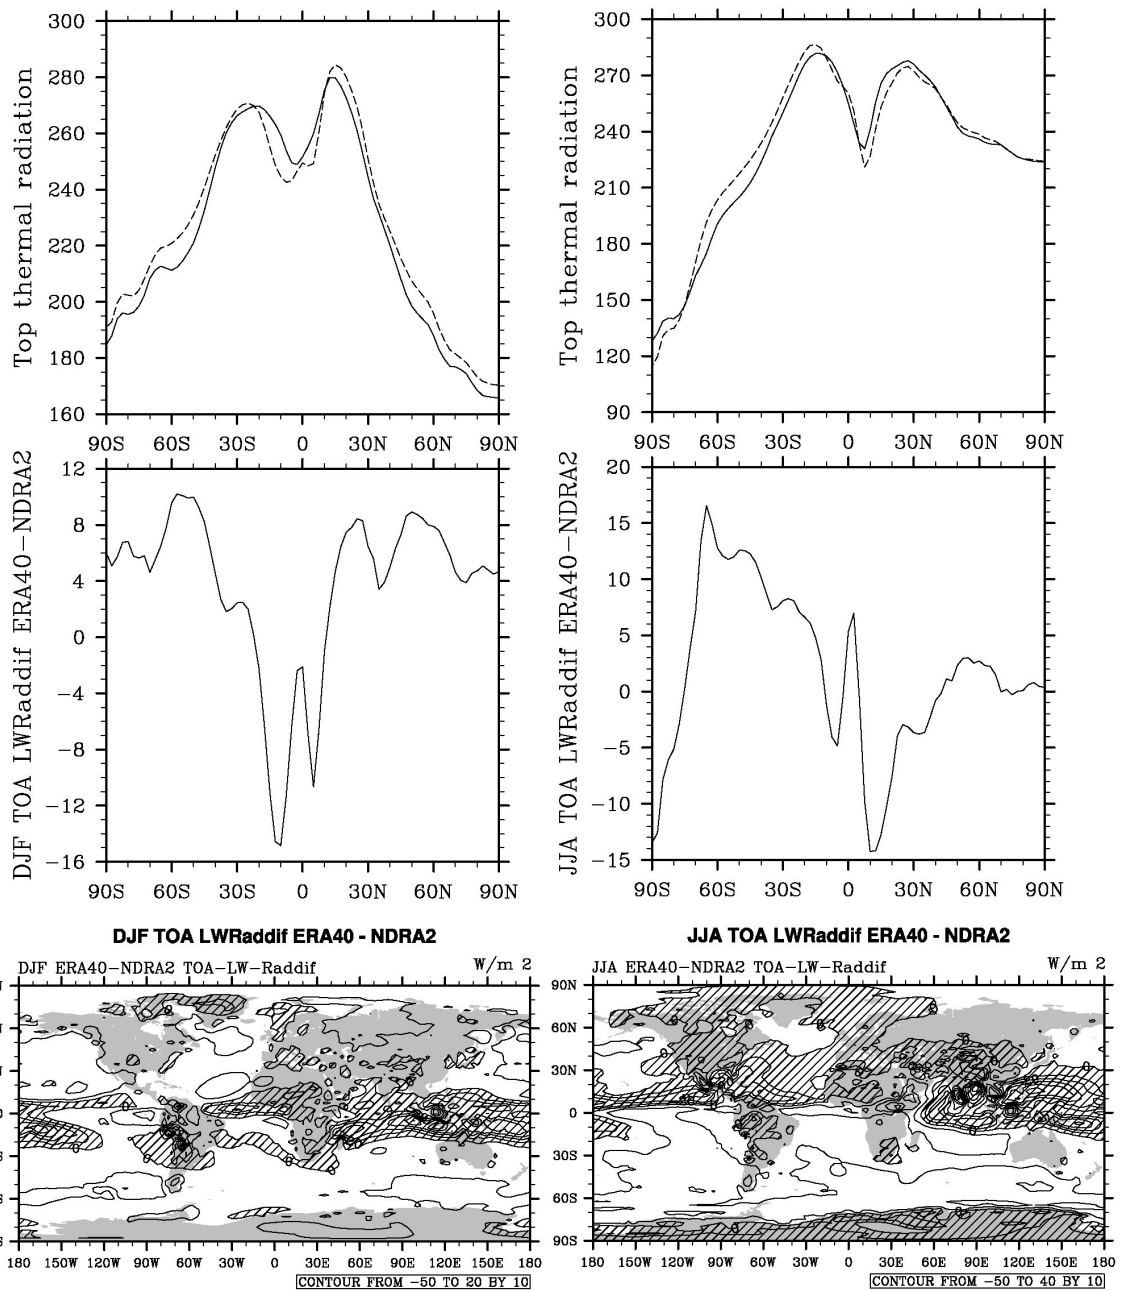 Top thermal radiation
300
280
260
240
220
200
180
160
90S 60S 30S 0 30N 60N 90N
Top thermal radiation
300
270
240
210
180
150
120
90
90S 60S 30S 0 30N 60N 90N
DJF TOA LWRaddif ERA40-NDRA2
12
8
4
0
-4
-8
-12
-16
90S 60S 30S 0 30N 60N 90N
JJA TOA LWRaddif ERA40-NDRA2
20
15
10
5
0
-5
-10
-15
90S 60S 30S 0 30N 60N 90N
DJF TOA LWRaddif ERA40 - NDRA2
DJF ERA40-NDRA2 TOA-LW-Raddif W/m 2
180 150W 120W 90W 60W 30W 0 30E 60E 90E 120E 150E 180
CONTOUR FROM -50 TO 20 BY 10
JJA TOA LWRaddif ERA40 - NDRA2
JJA ERA40-NDRA2 TOA-LW-Raddif W/m 2
90N
60N
30N
0
30S
60S
90S
180 150W 120W 90W 60W 30W 0 30E 60E 90E 120E 150E 180
CONTOUR FROM -50 TO 40 BY 10